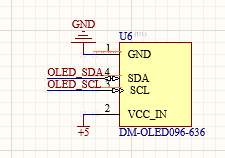 GND
U6
1 GND
OLED_SDA 4 SDA
OLED_SCL 3 SCL
2 VCC_IN
+5
DM-OLED096-636